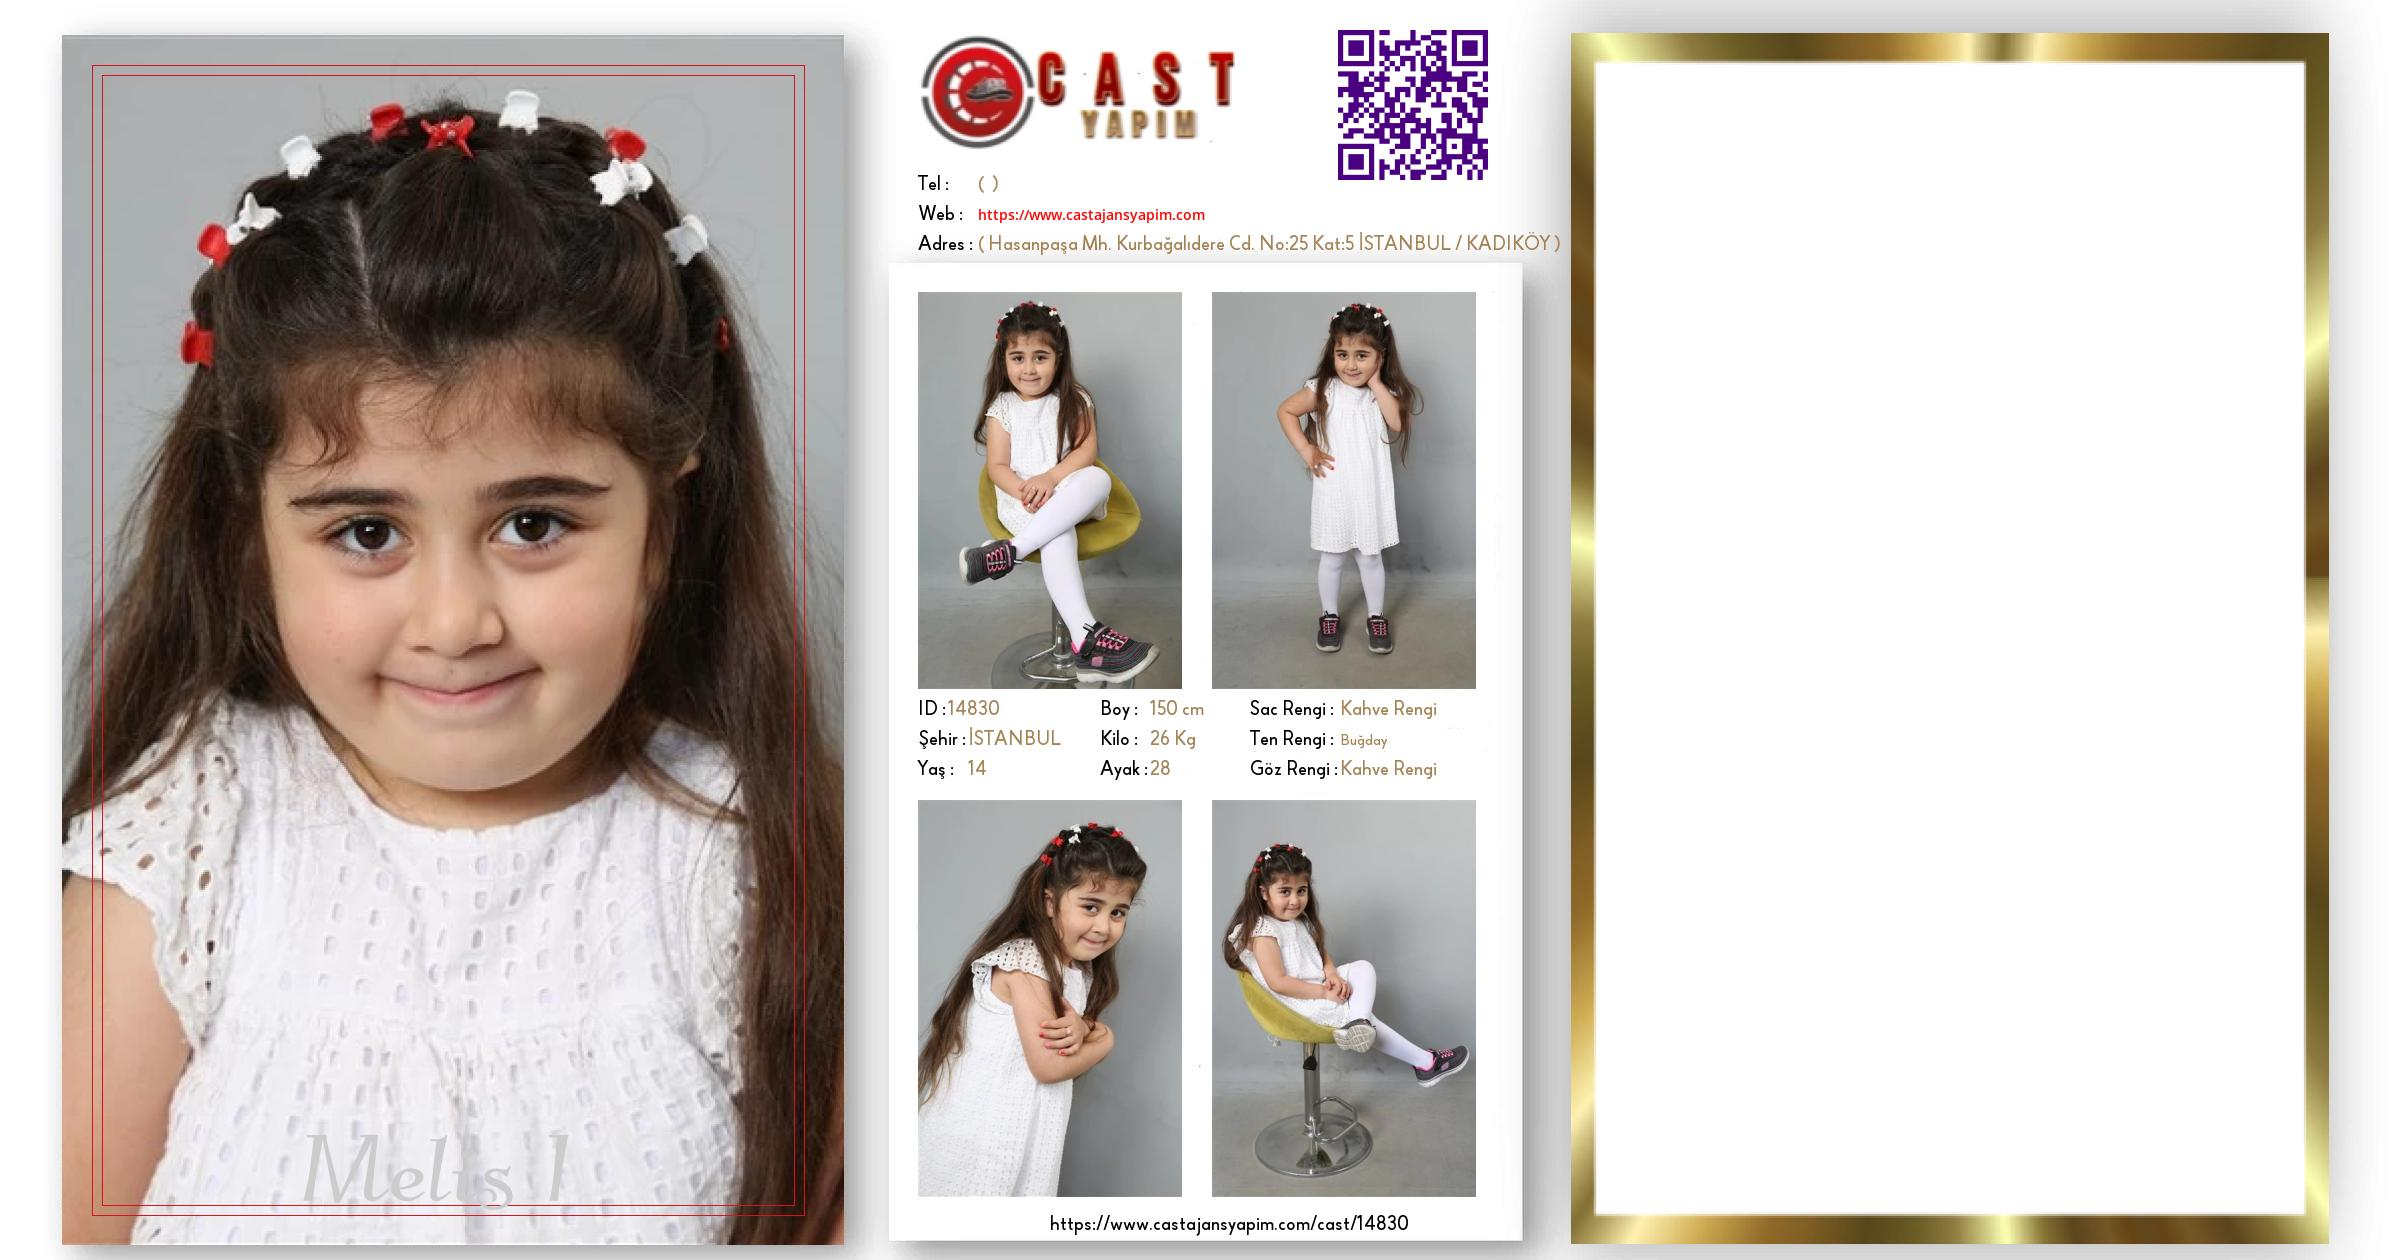 Melis I
CAST
YAPIM
Tel : ( )
Web : https://www.castajansyapim.com
Adres : ( Hasanpaşa Mh. Kurbağalıdere Cd. No:25 Kat:5 İSTANBUL / KADIKÖY )
ID : 14830 Boy : 150 cm Sac Rengi : Kahve Rengi
Şehir : İSTANBUL Kilo : 26 Kg Ten Rengi : Buğday
Yaş : 14 Ayak : 28 Göz Rengi : Kahve Rengi
https://www.castajansyapim.com/cast/14830